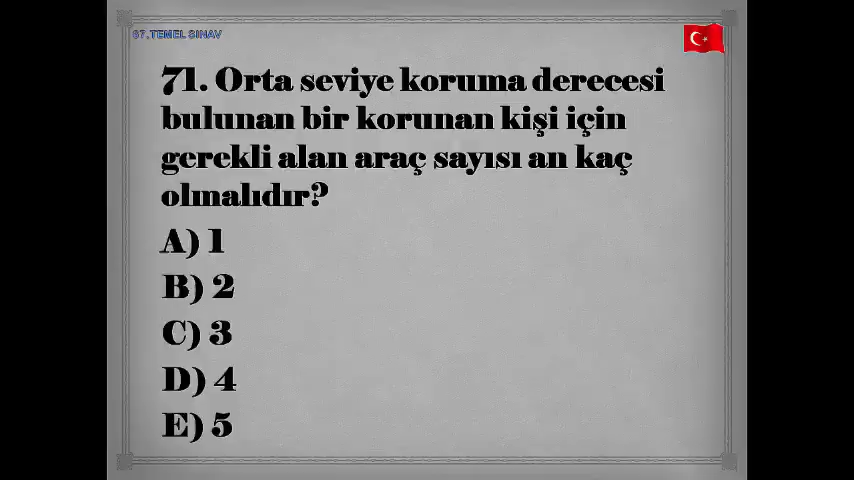 67.TEMEL SINAV
71. Orta seviye koruma derecesi
bulunan bir korunan kişi için
gerekli alan araç sayısı an kaç
olmalıdır?
A) 1
B) 2
C) 3
D) 4
E) 5